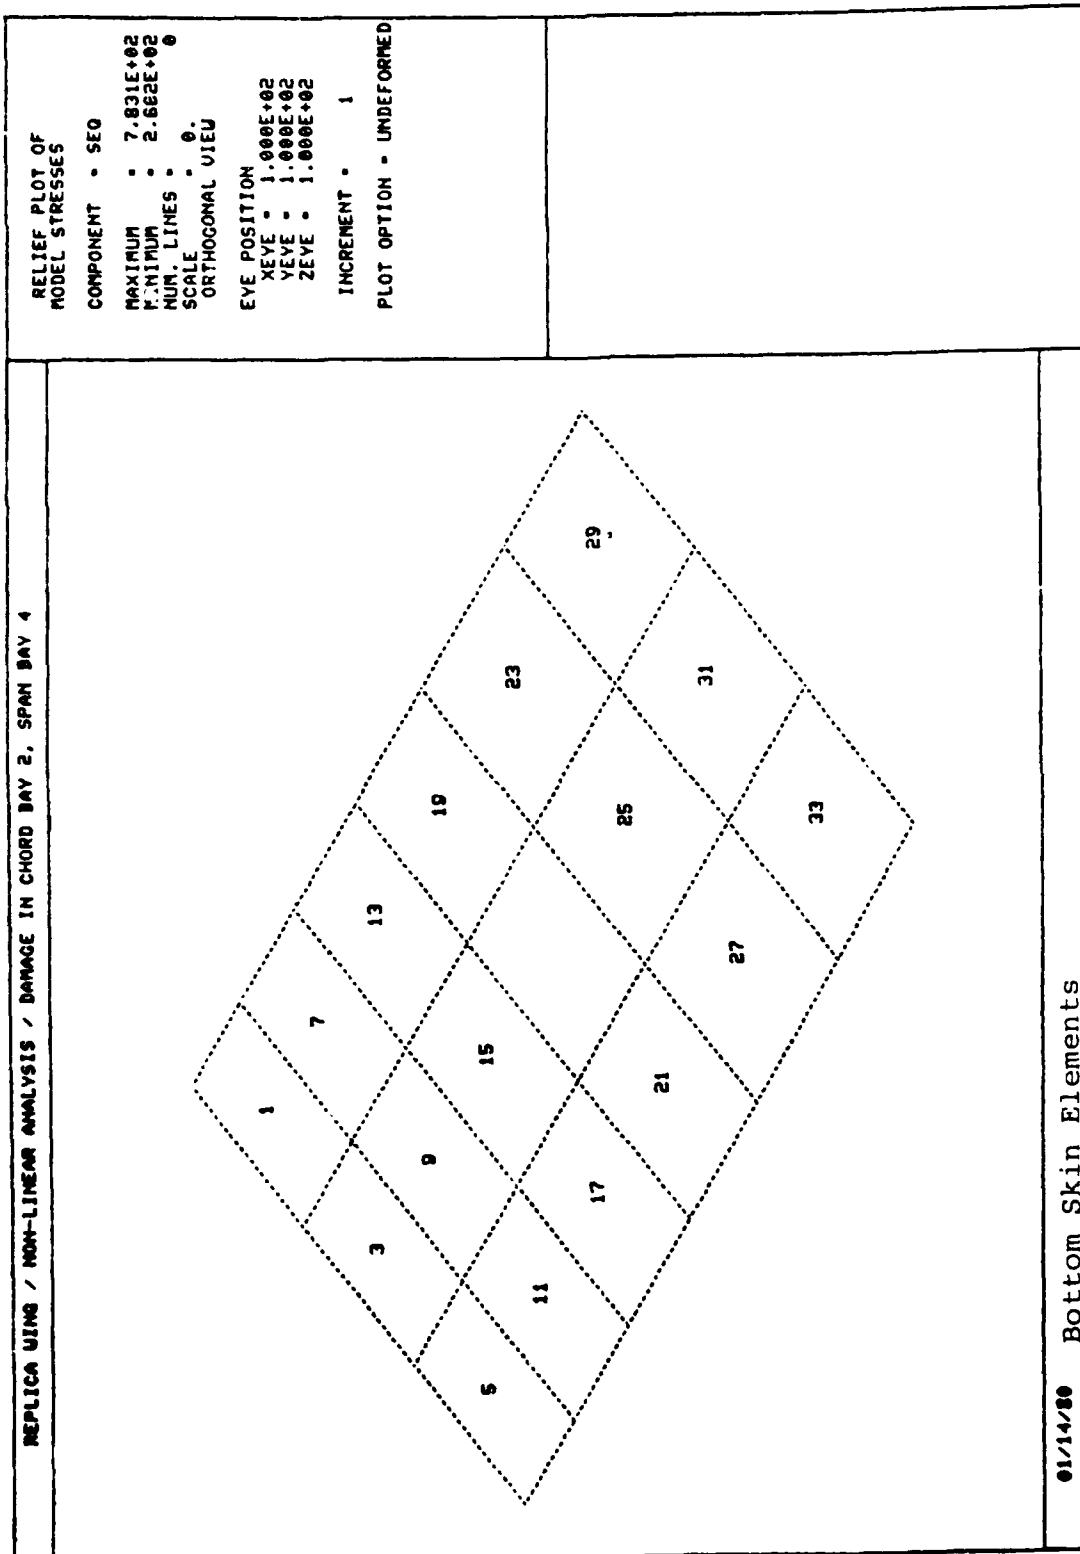 REPLICA WING / NON-LINEAR ANALYSIS / DAMAGE IN CHORD BAY 2, SPAN BAY 4
RELIEF PLOT OF
MODEL STRESSES
COMPONENT = SEQ
MAXIMUM = 7.831E+02
MINIMUM = 2.662E+02
NUM. LINES = 0
SCALE = 0.
ORTHOGONAL VIEW
EYE POSITION
XEYE = 1.000E+02
YEYE = 1.000E+02
ZEYE = 1.000E+02
INCREMENT = 1
PLOT OPTION = UNDEFORMED
1
7
13
19
23
29
3
9
15
25
31
5
11
17
21
27
33
01/14/80 Bottom Skin Elements